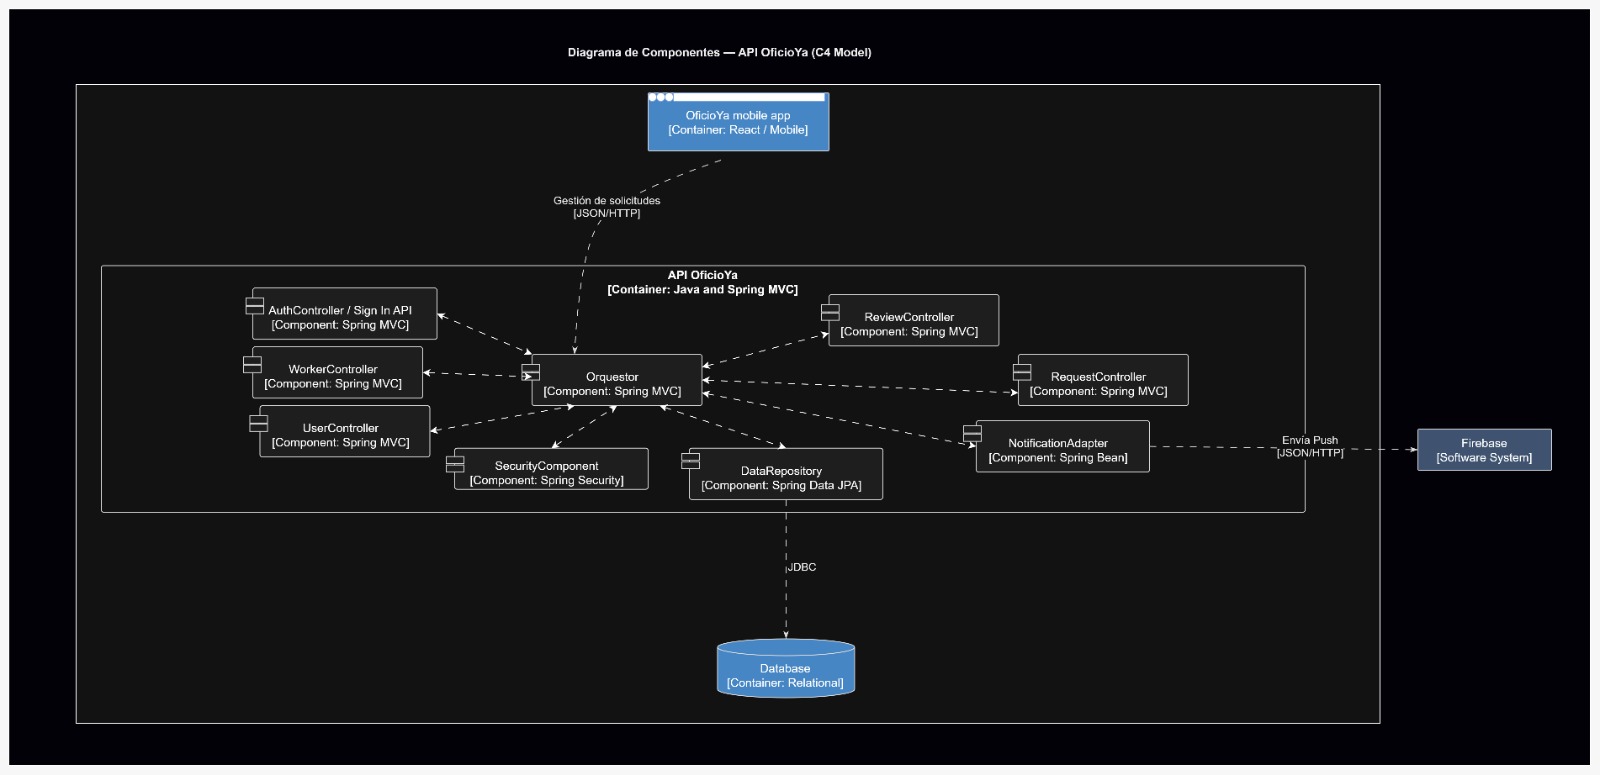 Diagrama de Componentes — API OficioYa (C4 Model)
OficioYa mobile app
[Container: React / Mobile]
Gestión de solicitudes
[JSON/HTTP]
API OficioYa
[Container: Java and Spring MVC]
AuthController / Sign In API
[Component: Spring MVC]
ReviewController
[Component: Spring MVC]
WorkerController
[Component: Spring MVC]
Orquestor
[Component: Spring MVC]
RequestController
[Component: Spring MVC]
UserController
[Component: Spring MVC]
SecurityComponent
[Component: Spring Security]
DataRepository
[Component: Spring Data JPA]
NotificationAdapter
[Component: Spring Bean]
Envía Push
[JSON/HTTP]
Firebase
[Software System]
JDBC
Database
[Container: Relational]